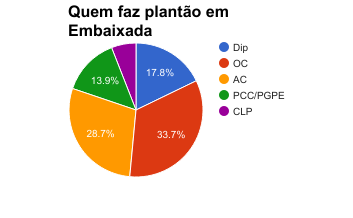 Quem faz plantão em
Embaixada
Dip
OC
AC
PCC/PGPE
CLP
17.8%
33.7%
28.7%
13.9%